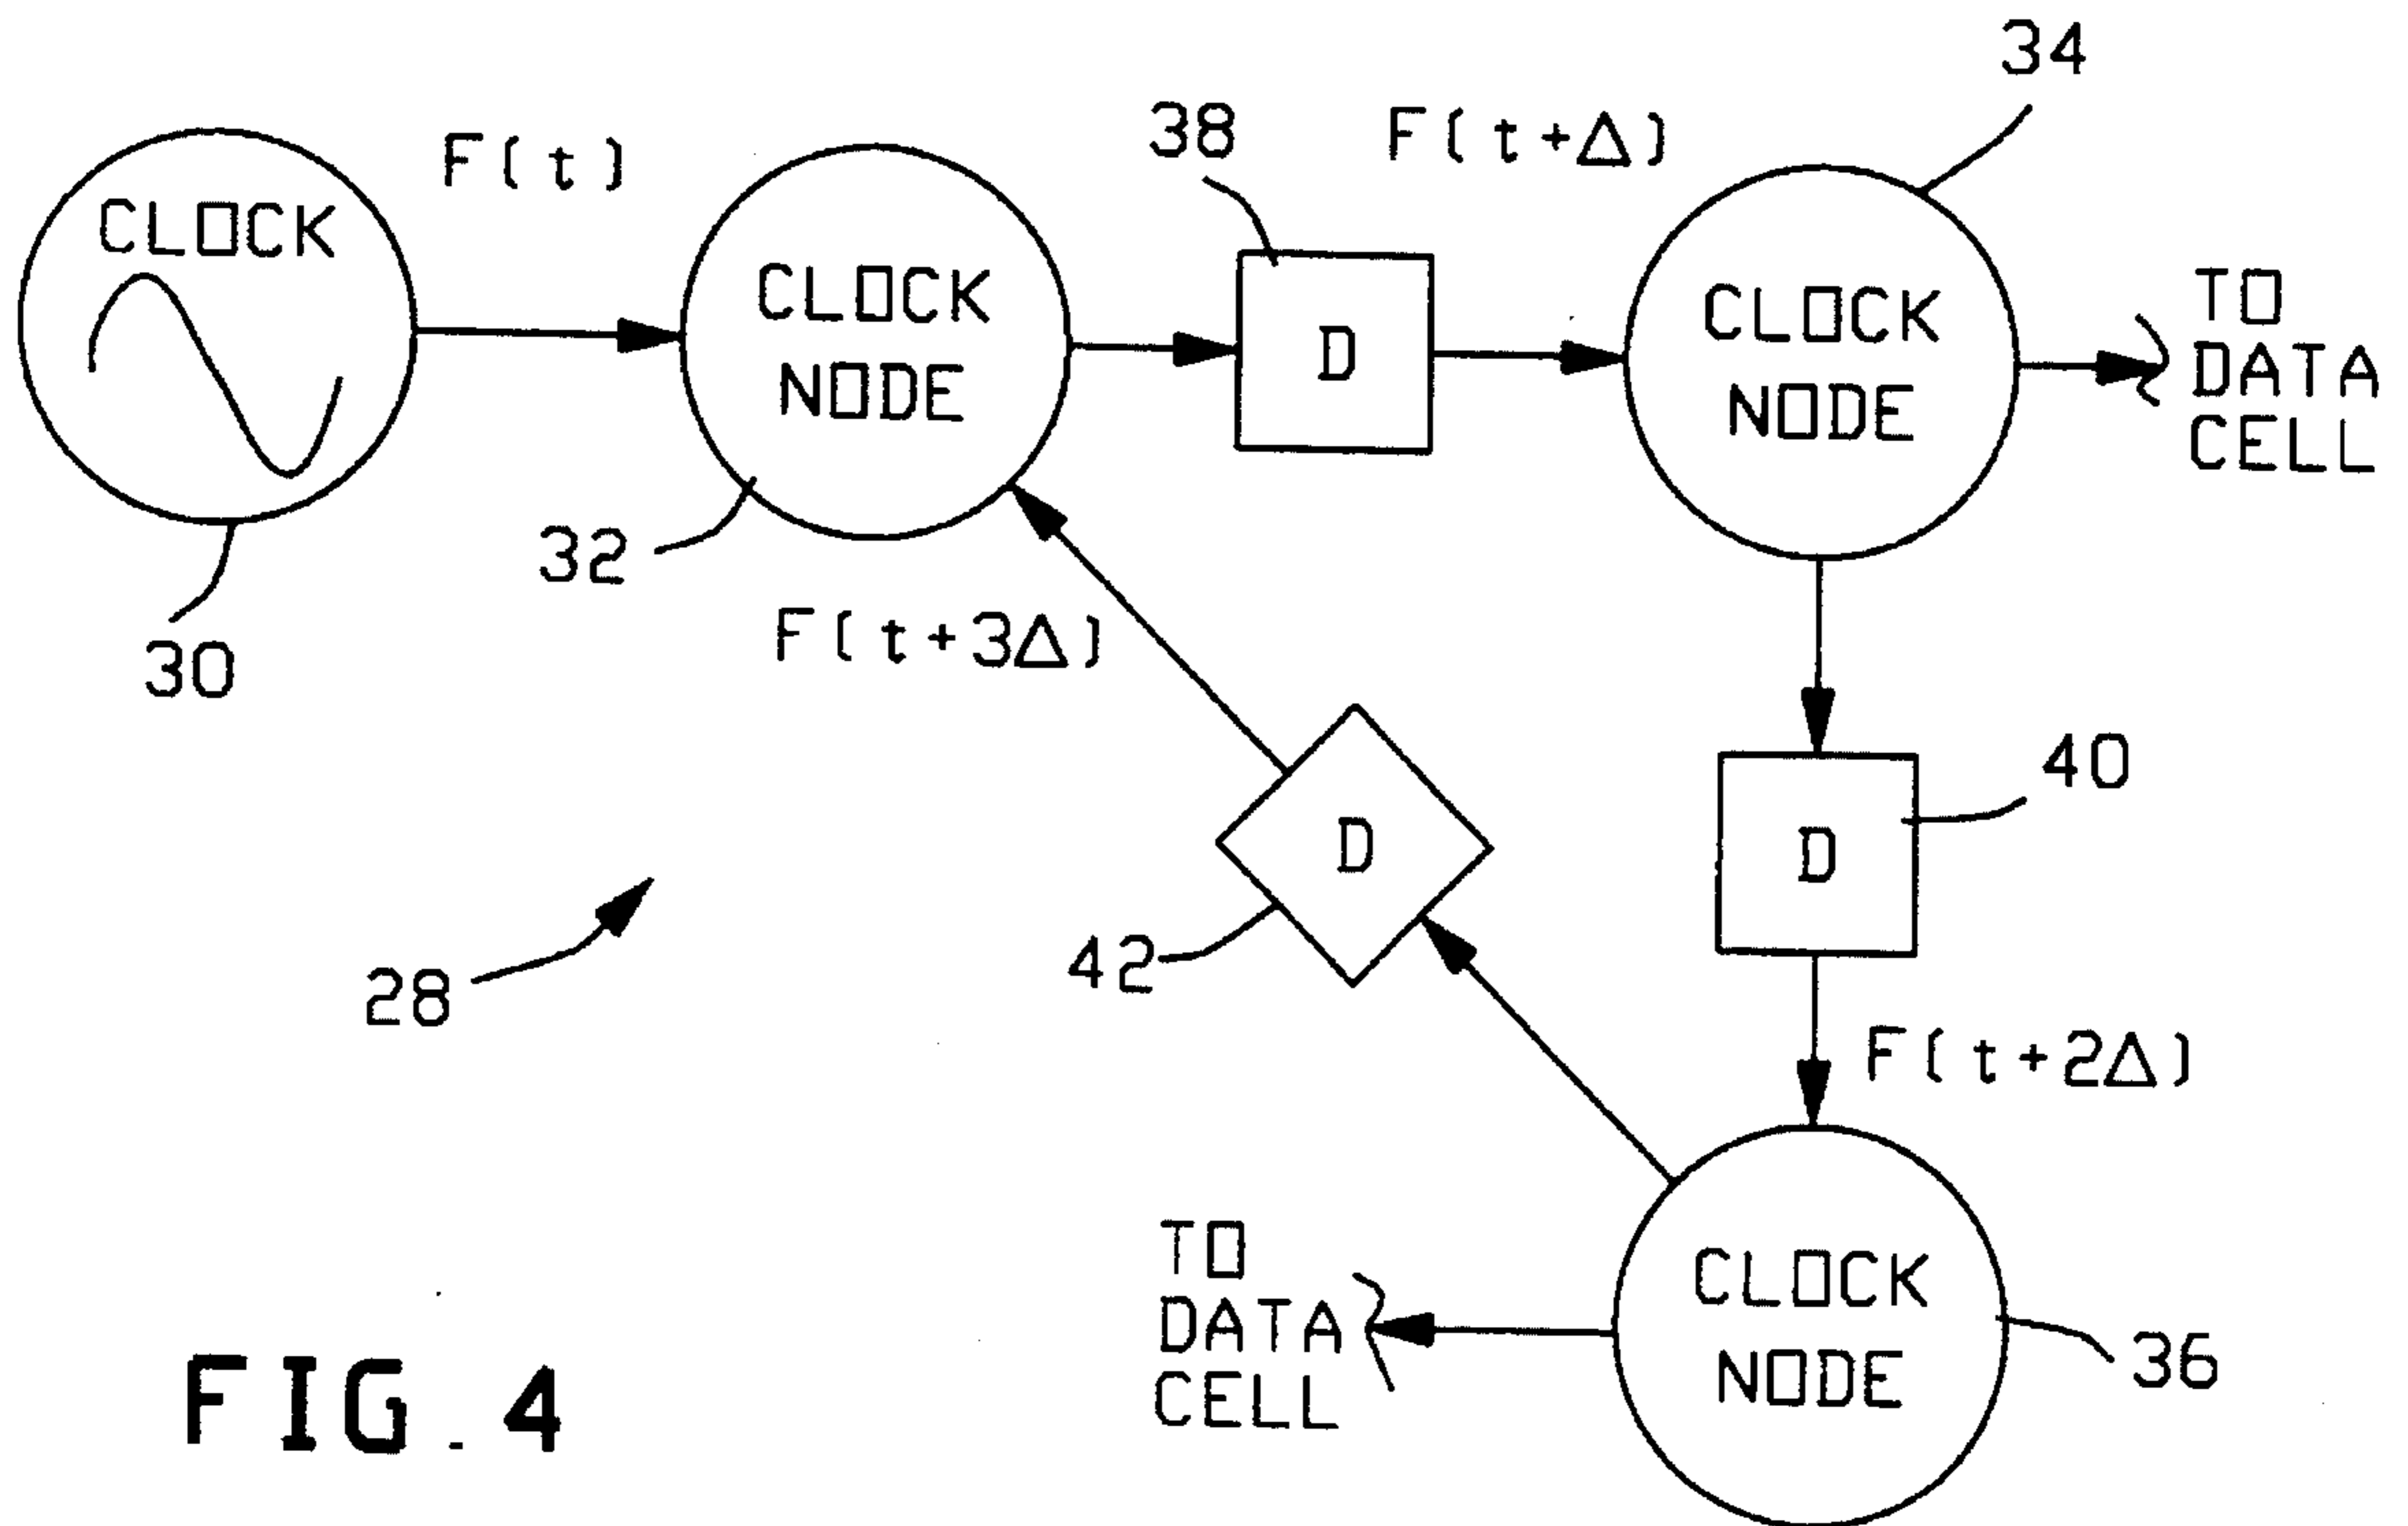 34
38
F(t+Δ)
F(t)
CLOCK
CLOCK
NODE
D
CLOCK
NODE
TO
DATA
CELL
32
30
F(t+3Δ)
40
D
D
42
28
F(t+2Δ)
TO
DATA
CELL
CLOCK
NODE
36
FIG.4